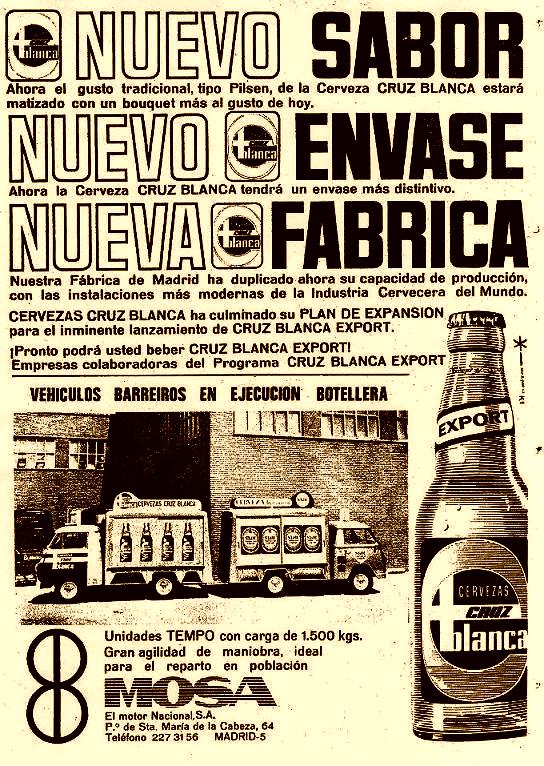 blanca NUEVO SABOR
Ahora el gusto tradicional, tipo Pilsen, de la Cerveza CRUZ BLANCA estará
matizado con un bouquet más al gusto de hoy.
NUEVO blanca ENVASE
Ahora la Cerveza CRUZ BLANCA tendrá un envase más distintivo.
NUEVA blanca FABRICA
Nuestra Fábrica de Madrid ha duplicado ahora su capacidad de producción,
con las instalaciones más modernas de la Industria Cervecera del Mundo.
CERVEZAS CRUZ BLANCA ha culminado su PLAN DE EXPANSION
para el inminente lanzamiento de CRUZ BLANCA EXPORT.
¡Pronto podrá usted beber CRUZ BLANCA EXPORT!
Empresas colaboradoras del Programa CRUZ BLANCA EXPORT
VEHICULOS BARREIROS EN EJECUCION BOTELLERA
CERVEZAS CRUZ BLANCA
EXPORT
CERVEZAS
CRUZ
blanca
8 Unidades TEMPO con carga de 1.500 kgs.
Gran agilidad de maniobra, ideal
para el reparto en población
MOSA
El motor Nacional, S.A.
P.º de Sta. María de la Cabeza, 64
Teléfono 227 31 56 MADRID-5